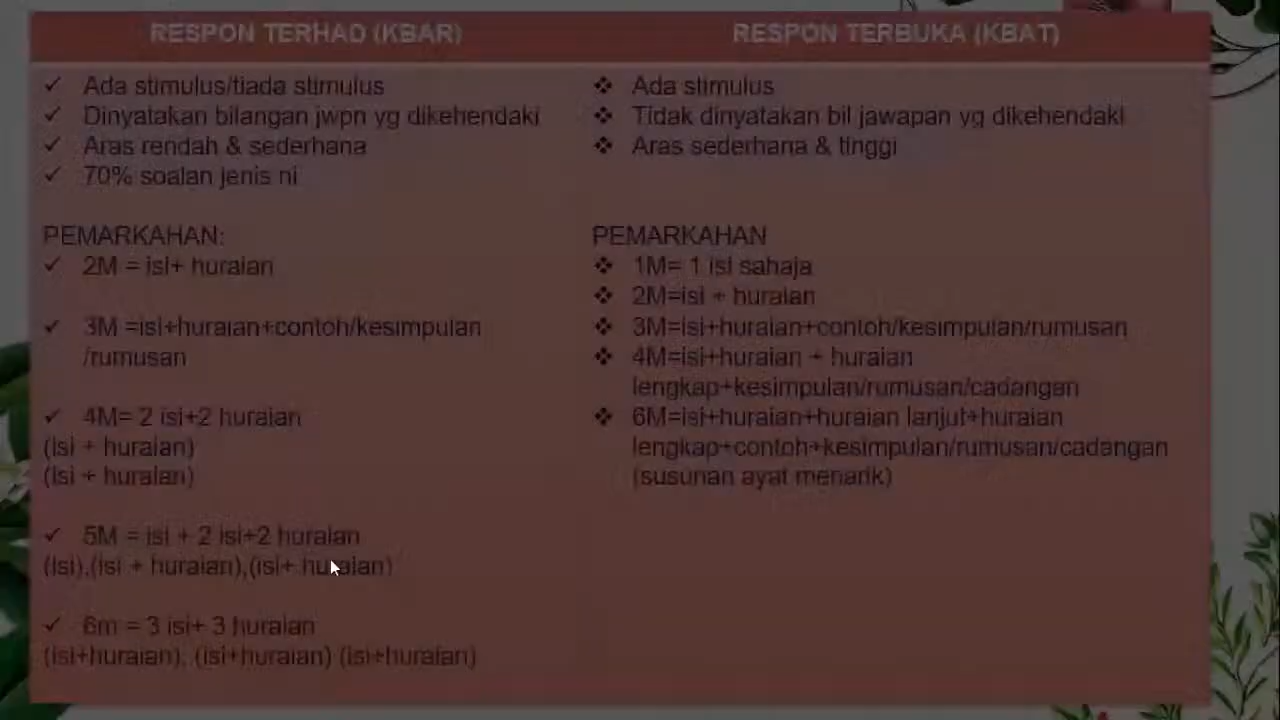 RESPON TERHAD (KBAR)
Ada stimulus/tiada stimulus
Dinyatakan bilangan jwpn yg dikehendaki
Aras rendah & sederhana
70% soalan jenis ni
PEMARKAHAN:
2M = isi+ huraian
3M =isi+huraian+contoh/kesimpulan
/rumusan
4M= 2 isi+2 huraian
(isi + huraian)
(isi + huraian)
5M = isi + 2 isi+2 huraian
(isi),(isi + huraian),(isi+ huraian)
6m = 3 isi+ 3 huraian
(isi+huraian), (isi+huraian) (isi+huraian)
RESPON TERBUKA (KBAT)
Ada stimulus
Tidak dinyatakan bil jawapan yg dikehendaki
Aras sederhana & tinggi
PEMARKAHAN
1M= 1 isi sahaja
2M=isi + huraian
3M=isi+huraian+contoh/kesimpulan/rumusan
4M=isi+huraian + huraian
lengkap+kesimpulan/rumusan/cadangan
6M=isi+huraian+huraian lanjut+huraian
lengkap+contoh+kesimpulan/rumusan/cadangan
(susunan ayat menarik)